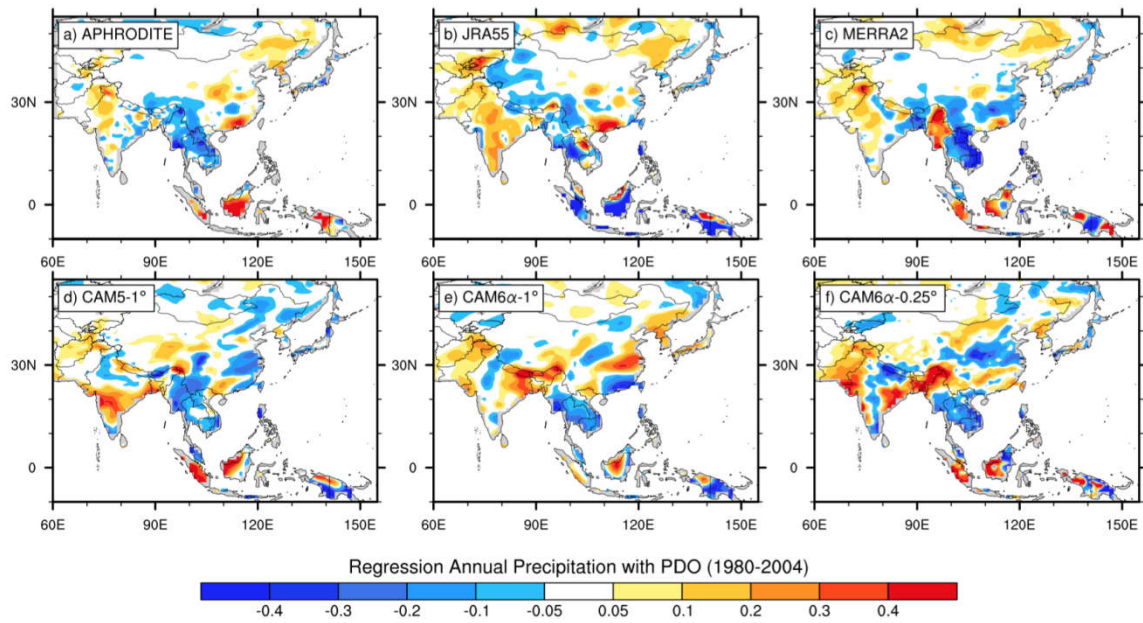 a) APHRODITE
b) JRA55
c) MERRA2
30N
30N
0
0
60E 90E 120E 150E 60E 90E 120E 150E 60E 90E 120E 150E
d) CAM5-1°
e) CAM6α-1°
f) CAM6α-0.25°
30N
30N
0
0
60E 90E 120E 150E 60E 90E 120E 150E 60E 90E 120E 150E
Regression Annual Precipitation with PDO (1980-2004)
-0.4 -0.3 -0.2 -0.1 -0.05 0.05 0.1 0.2 0.3 0.4